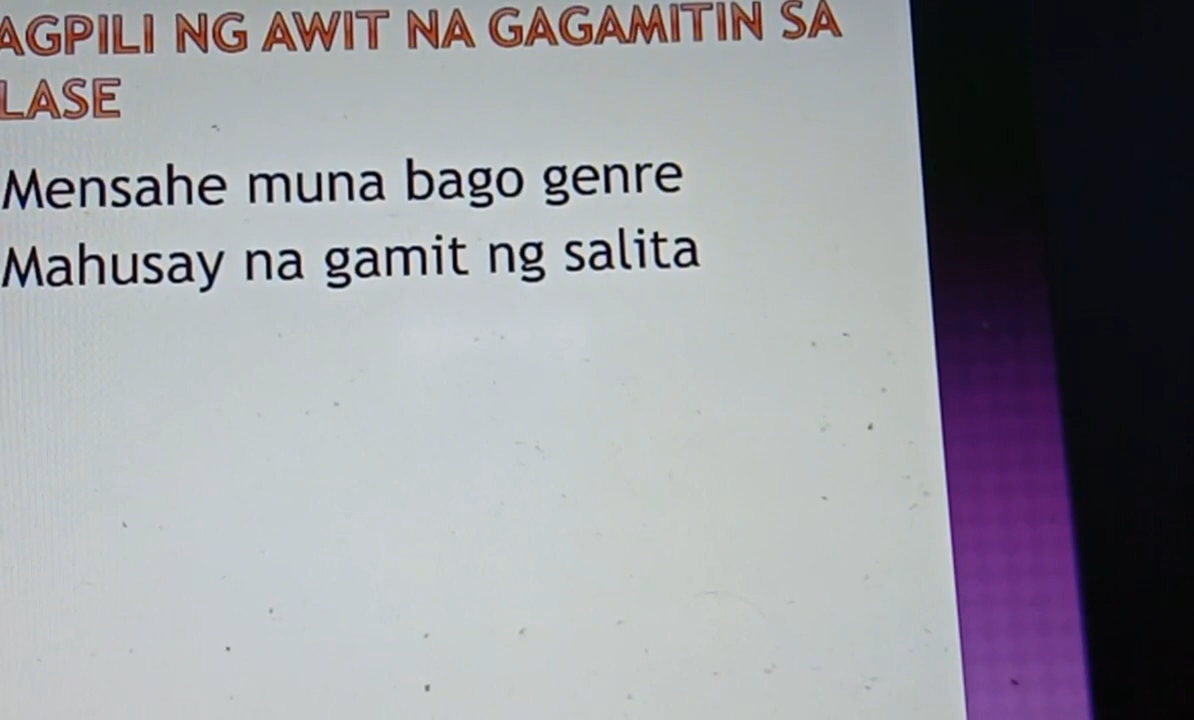 AGPILI NG AWIT NA GAGAMITIN SA
LASE
Mensahe muna bago genre
Mahusay na gamit ng salita